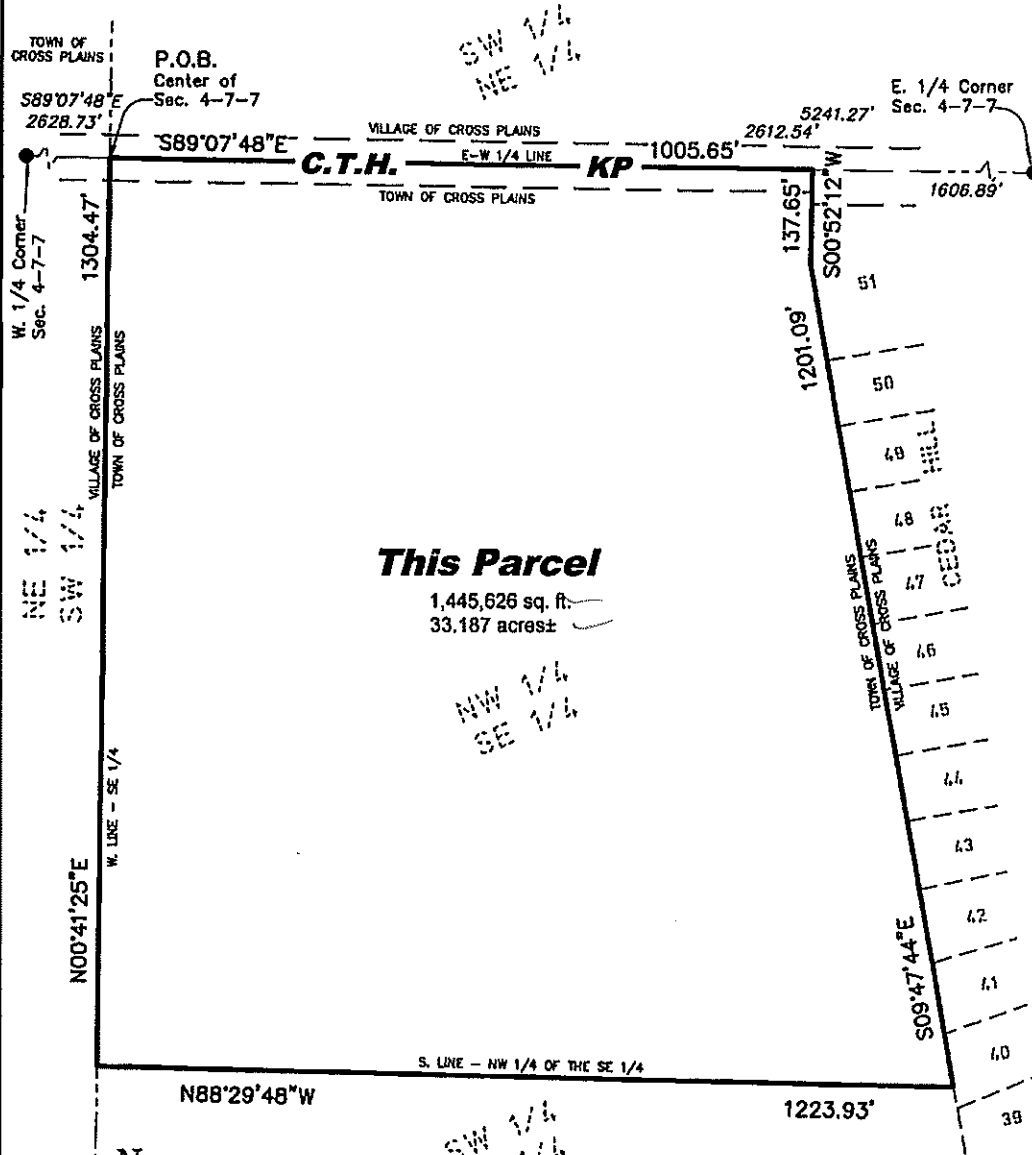 SW 1/4
NE 1/4
TOWN OF
CROSS PLAINS
P.O.B.
Center of
Sec. 4-7-7
E. 1/4 Corner
Sec. 4-7-7
S89°07'48"E
2628.73'
S89°07'48"E
VILLAGE OF CROSS PLAINS
5241.27'
2612.54'
C.T.H.
E-W 1/4 LINE
KP
1005.65'
TOWN OF CROSS PLAINS
1606.89'
W. 1/4 Corner
Sec. 4-7-7
1304.47'
137.65'
S00°52'12"W
51
1201.09'
50
49
48
47
46
45
44
43
42
41
40
39
CEDAR HILL
VILLAGE OF CROSS PLAINS
TOWN OF CROSS PLAINS
NE 1/4
SW 1/4
This Parcel
1,445,626 sq. ft.
33.187 acres±
TOWN OF CROSS PLAINS
VILLAGE OF CROSS PLAINS
NW 1/4
SE 1/4
W. LINE - SE 1/4
N00°41'25"E
S09°47'44"E
S. LINE - NW 1/4 OF THE SE 1/4
N88°29'48"W
1223.93'
SW 1/4
N